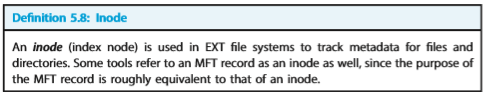 Definition 5.8: Inode
An inode (index node) is used in EXT file systems to track metadata for files and
directories. Some tools refer to an MFT record as an inode as well, since the purpose of
the MFT record is roughly equivalent to that of an inode.